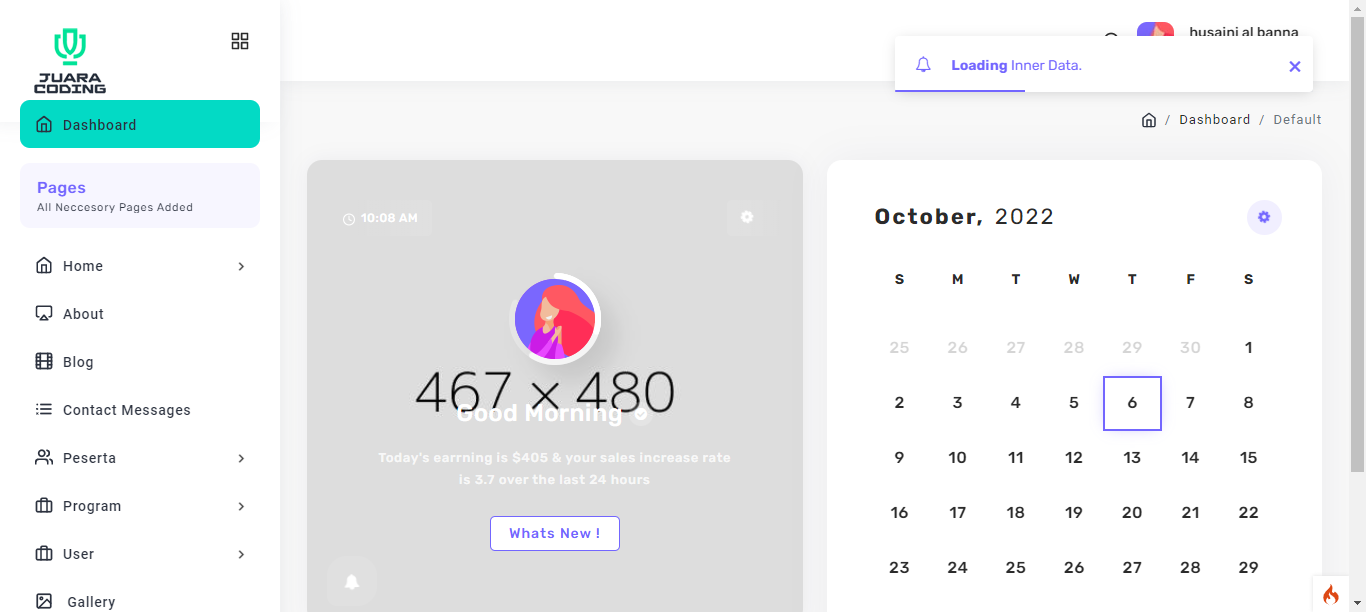 JUARA
CODING
husaini al banna
Loading Inner Data.
Dashboard
/ Dashboard / Default
Pages
All Neccesory Pages Added
Home
About
Blog
Contact Messages
Peserta
Program
User
Gallery
10:08 AM
467 × 480
Good Morning
Today's earrning is $405 & your sales increase rate
is 3.7 over the last 24 hours
Whats New !
October, 2022
S M T W T F S
25 26 27 28 29 30 1
2 3 4 5 6 7 8
9 10 11 12 13 14 15
16 17 18 19 20 21 22
23 24 25 26 27 28 29